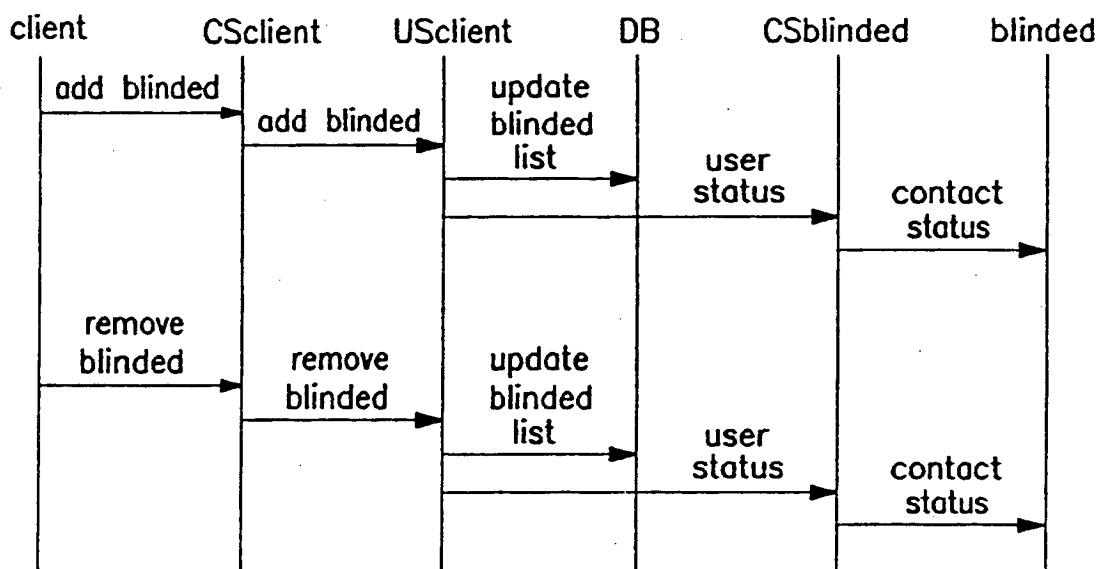 client CSclient USclient DB CSblinded blinded
add blinded
add blinded
update
blinded
list
user
status
contact
status
remove
blinded
remove
blinded
update
blinded
list
user
status
contact
status